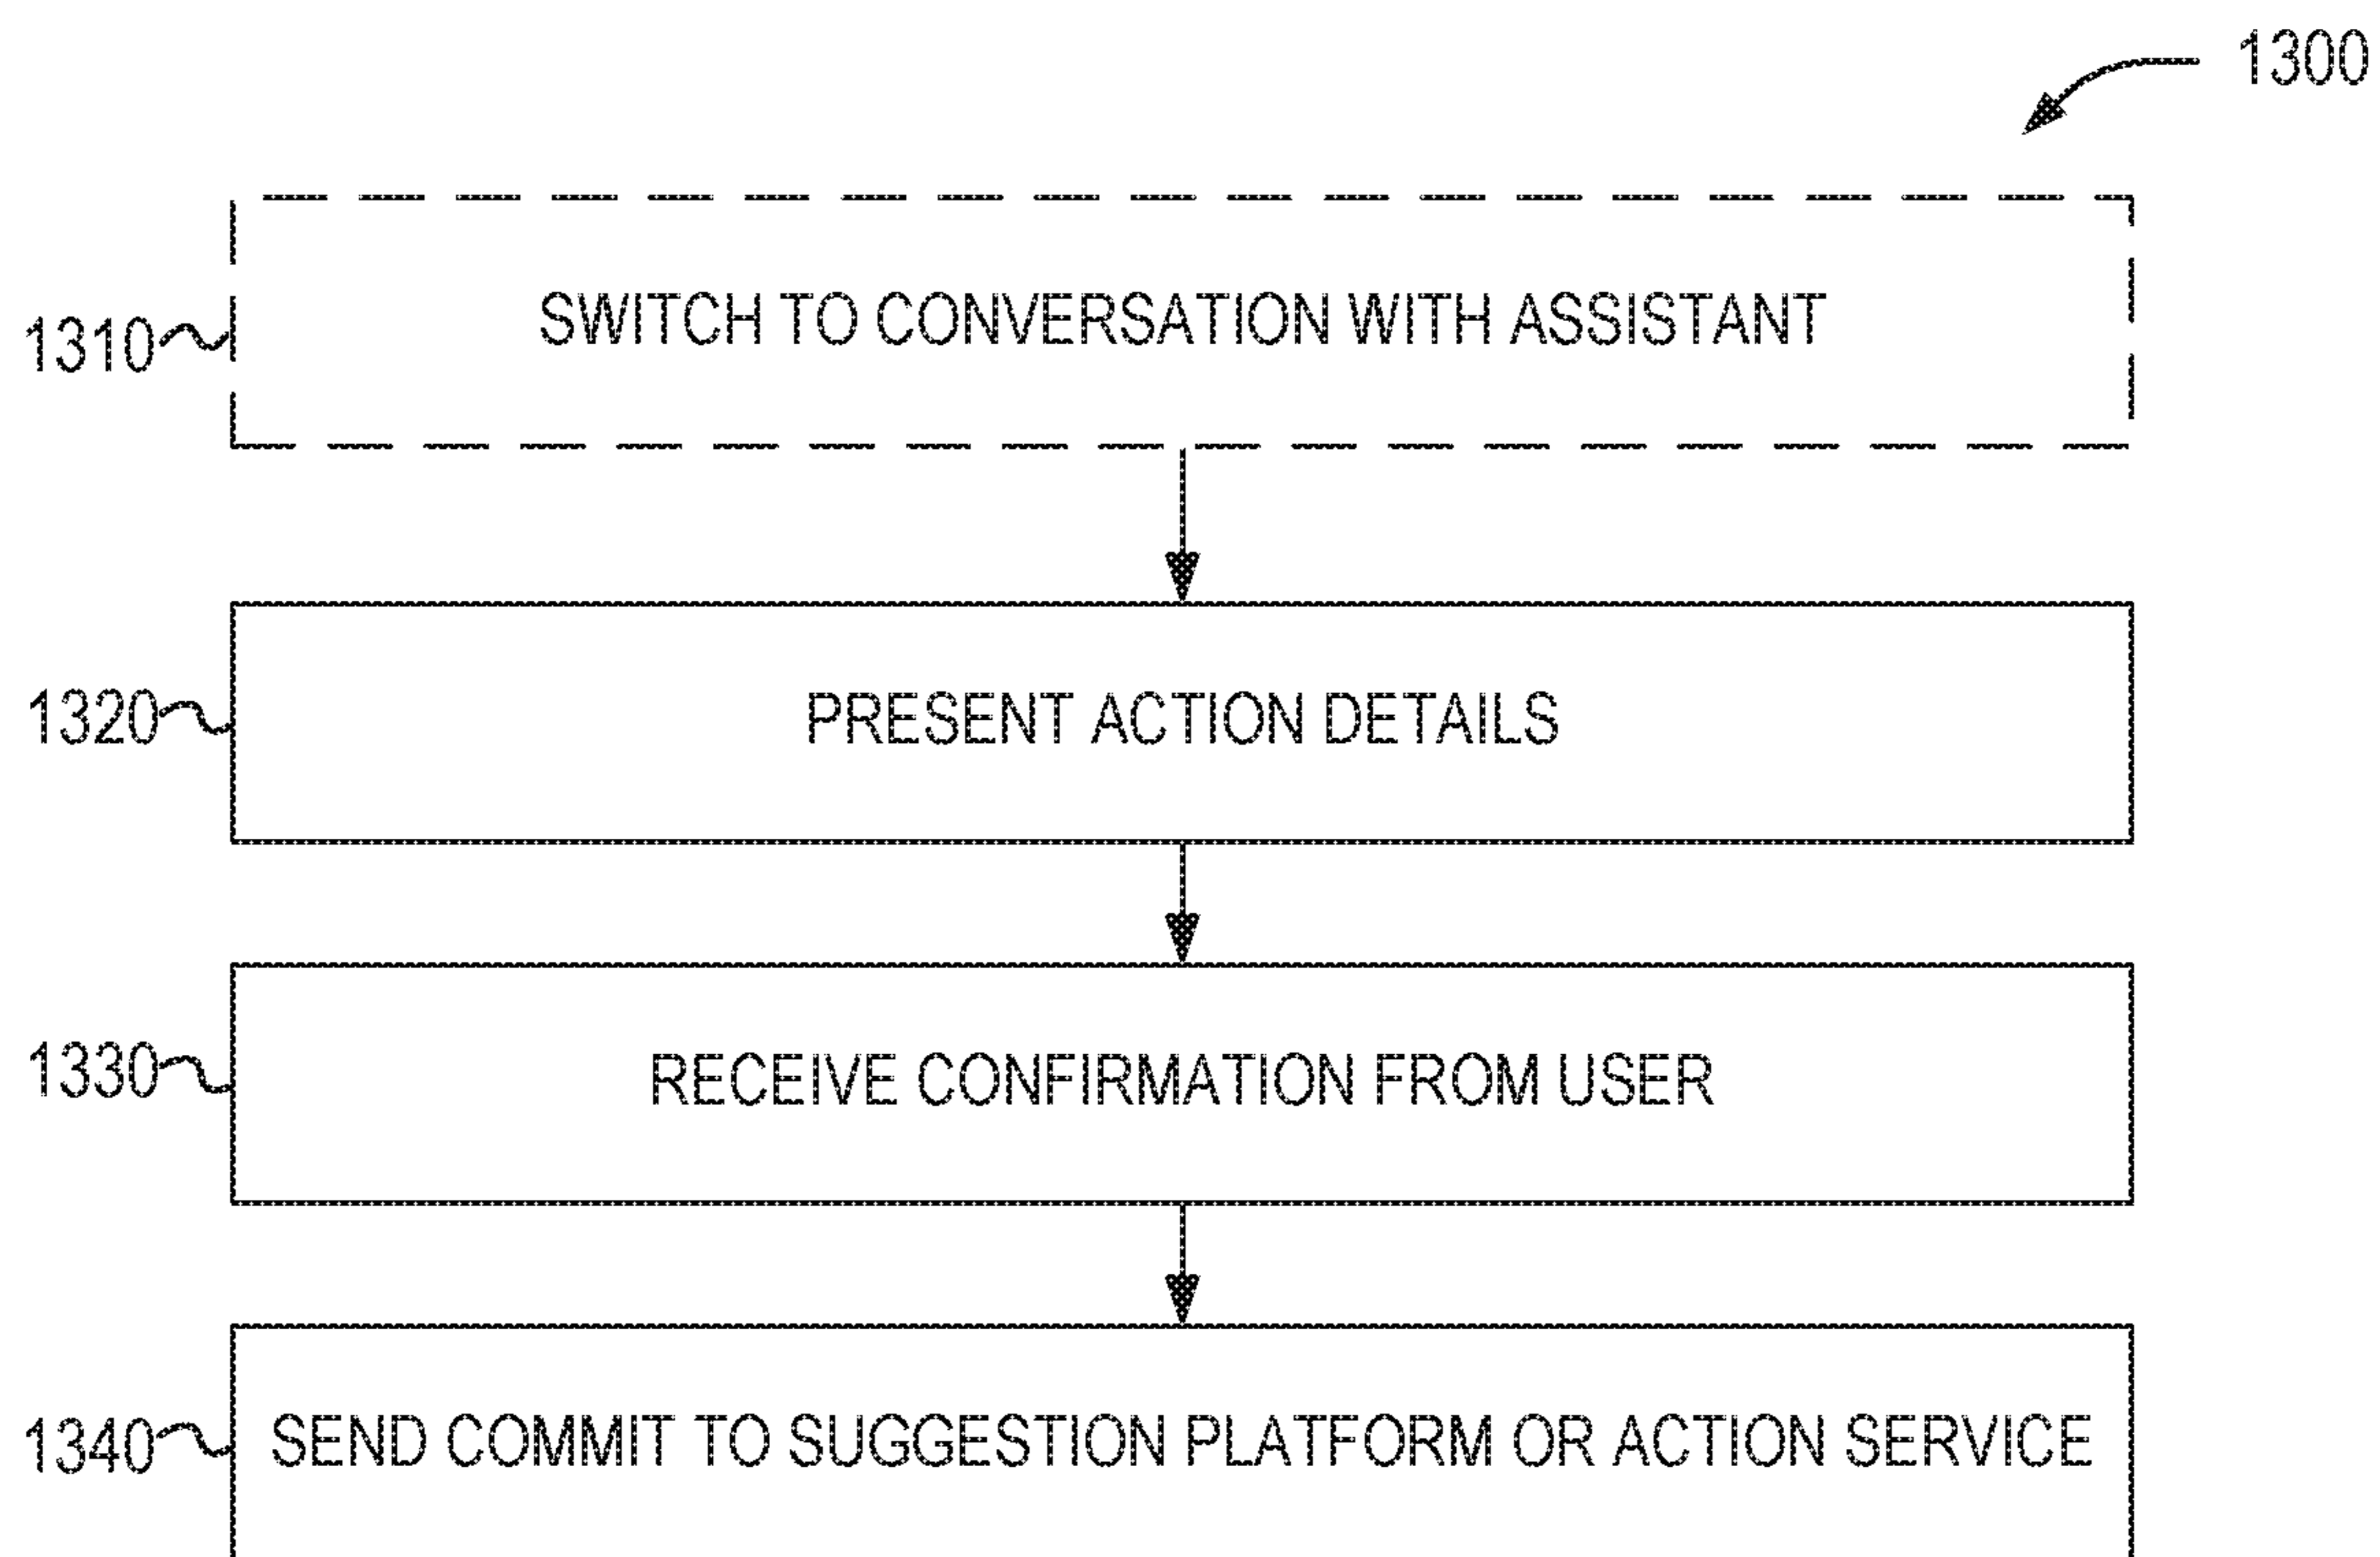 1300
1310 SWITCH TO CONVERSATION WITH ASSISTANT
1320 PRESENT ACTION DETAILS
1330 RECEIVE CONFIRMATION FROM USER
1340 SEND COMMIT TO SUGGESTION PLATFORM OR ACTION SERVICE